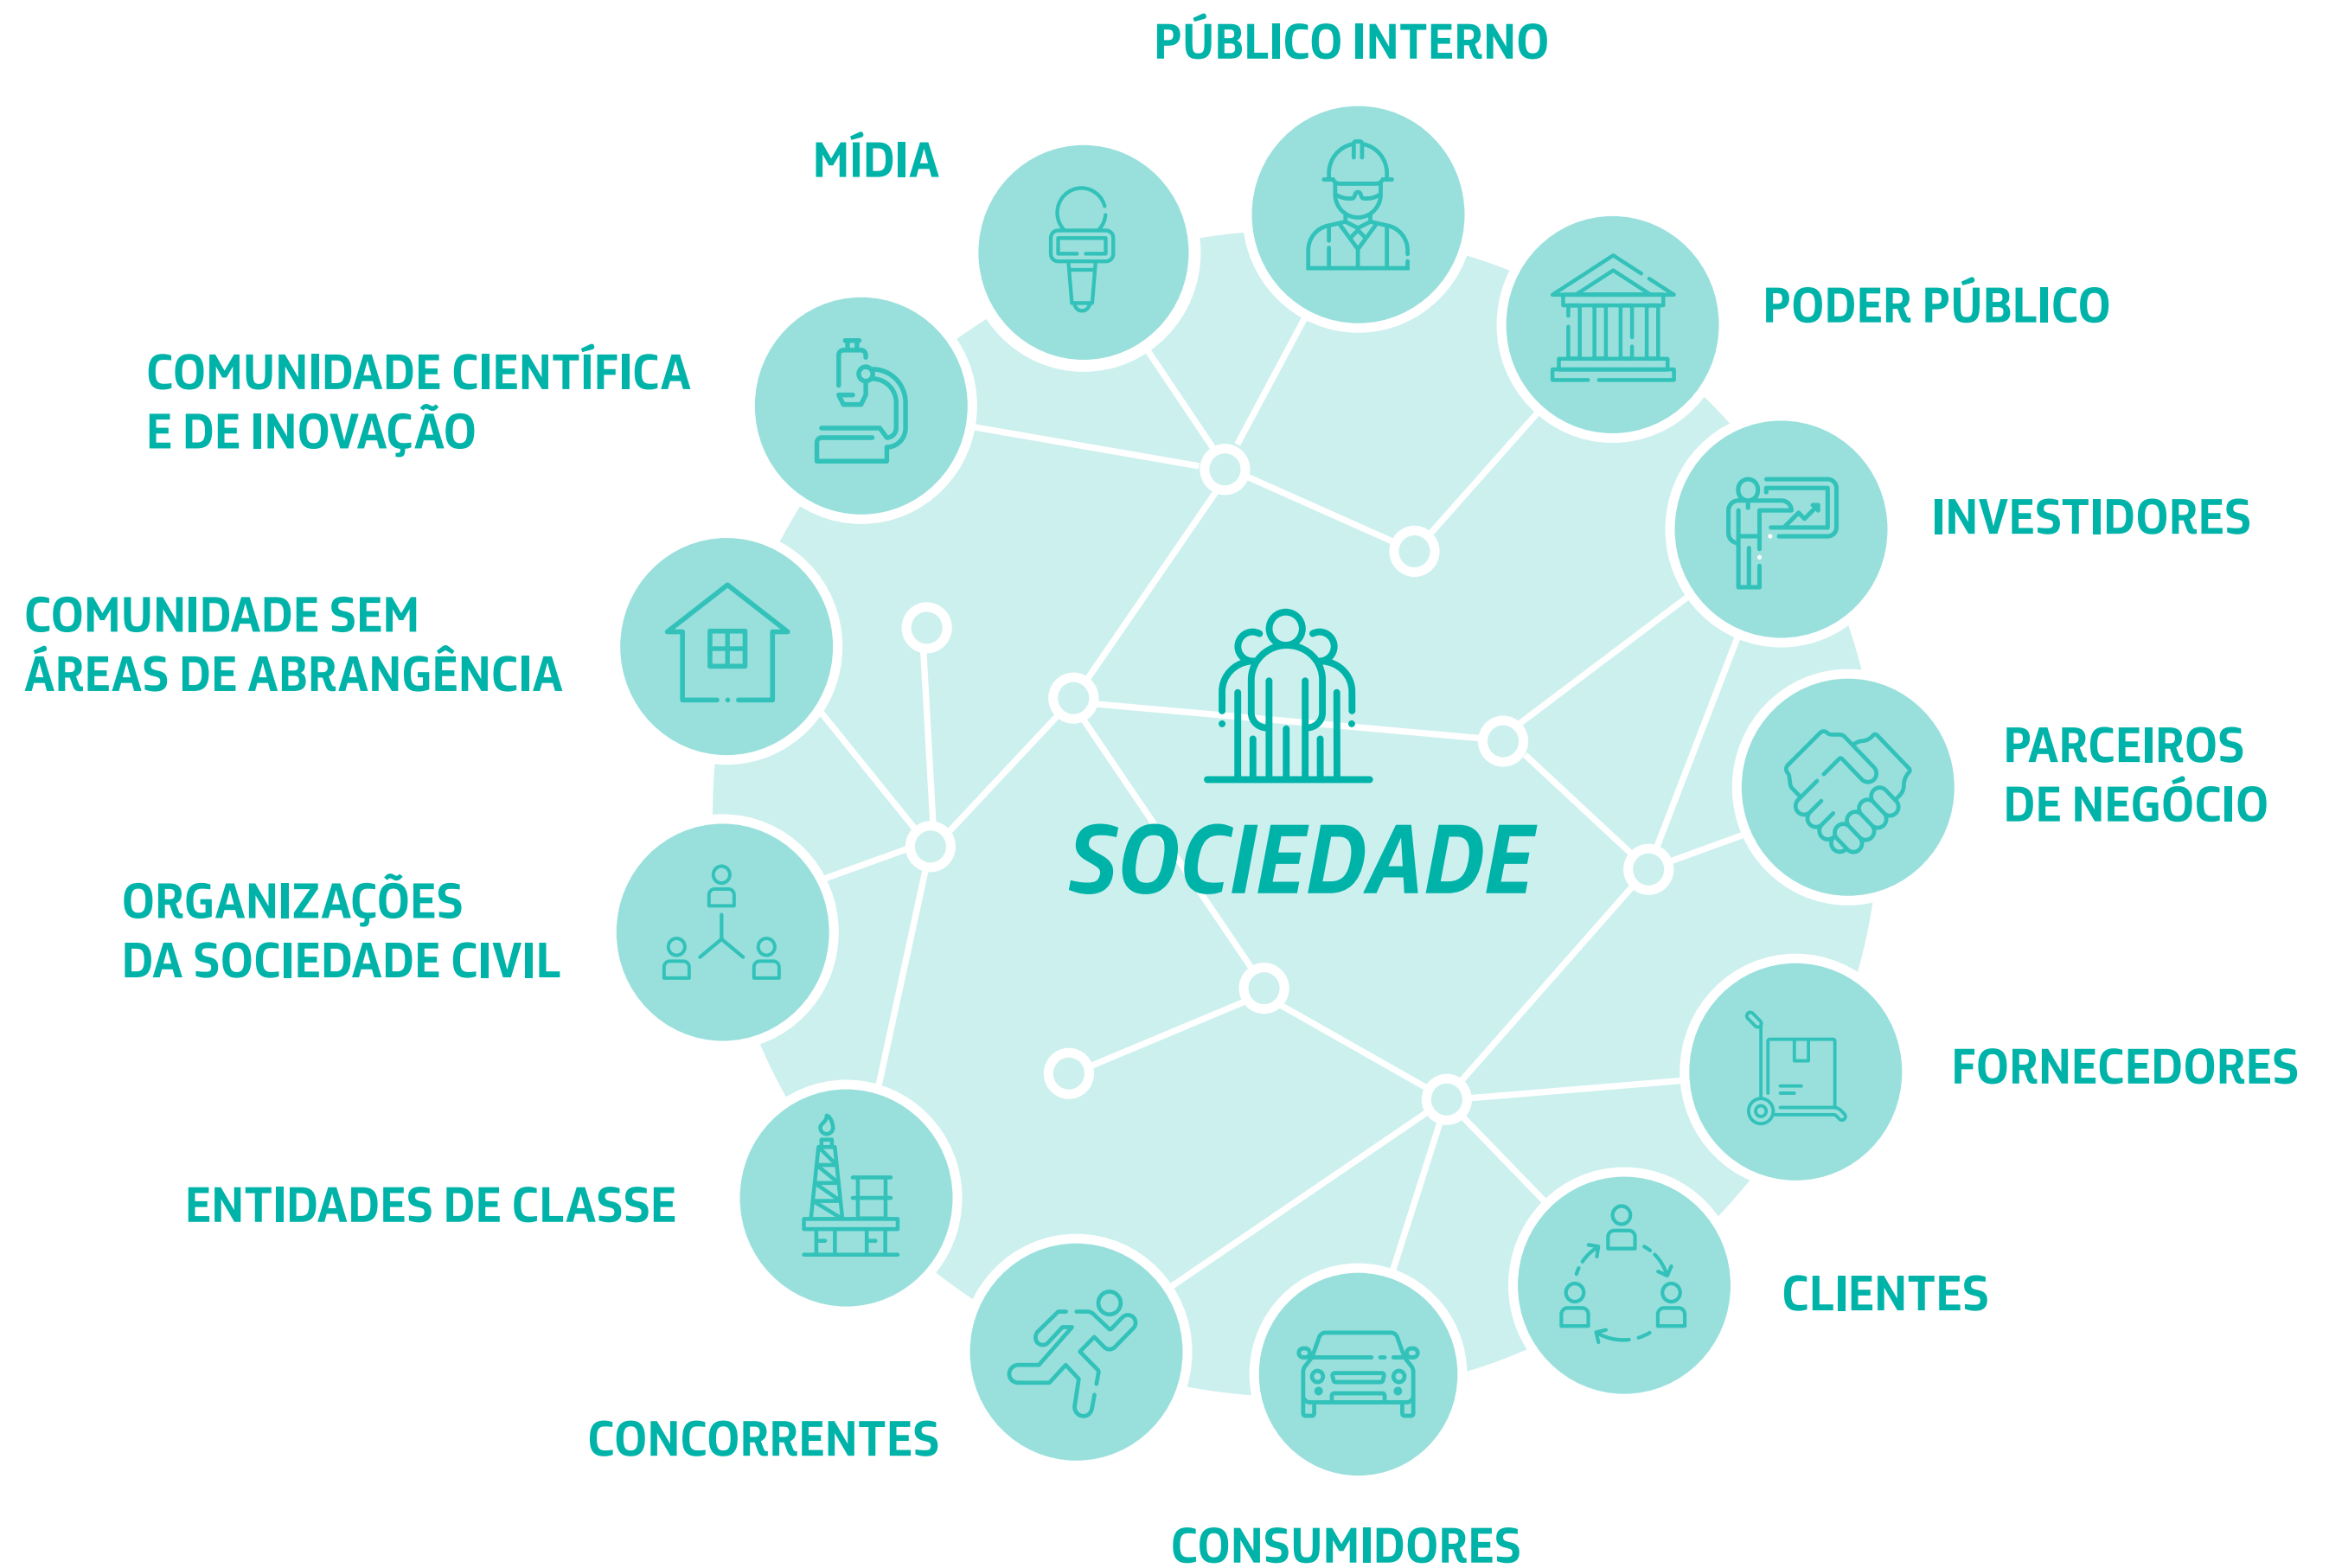 PÚBLICO INTERNO
MÍDIA
PODER PÚBLICO
COMUNIDADE CIENTÍFICA
E DE INOVAÇÃO
INVESTIDORES
COMUNIDADE SEM
ÁREAS DE ABRANGÊNCIA
PARCEIROS
DE NEGÓCIO
SOCIEDADE
ORGANIZAÇÕES
DA SOCIEDADE CIVIL
FORNECEDORES
ENTIDADES DE CLASSE
CLIENTES
CONCORRENTES
CONSUMIDORES